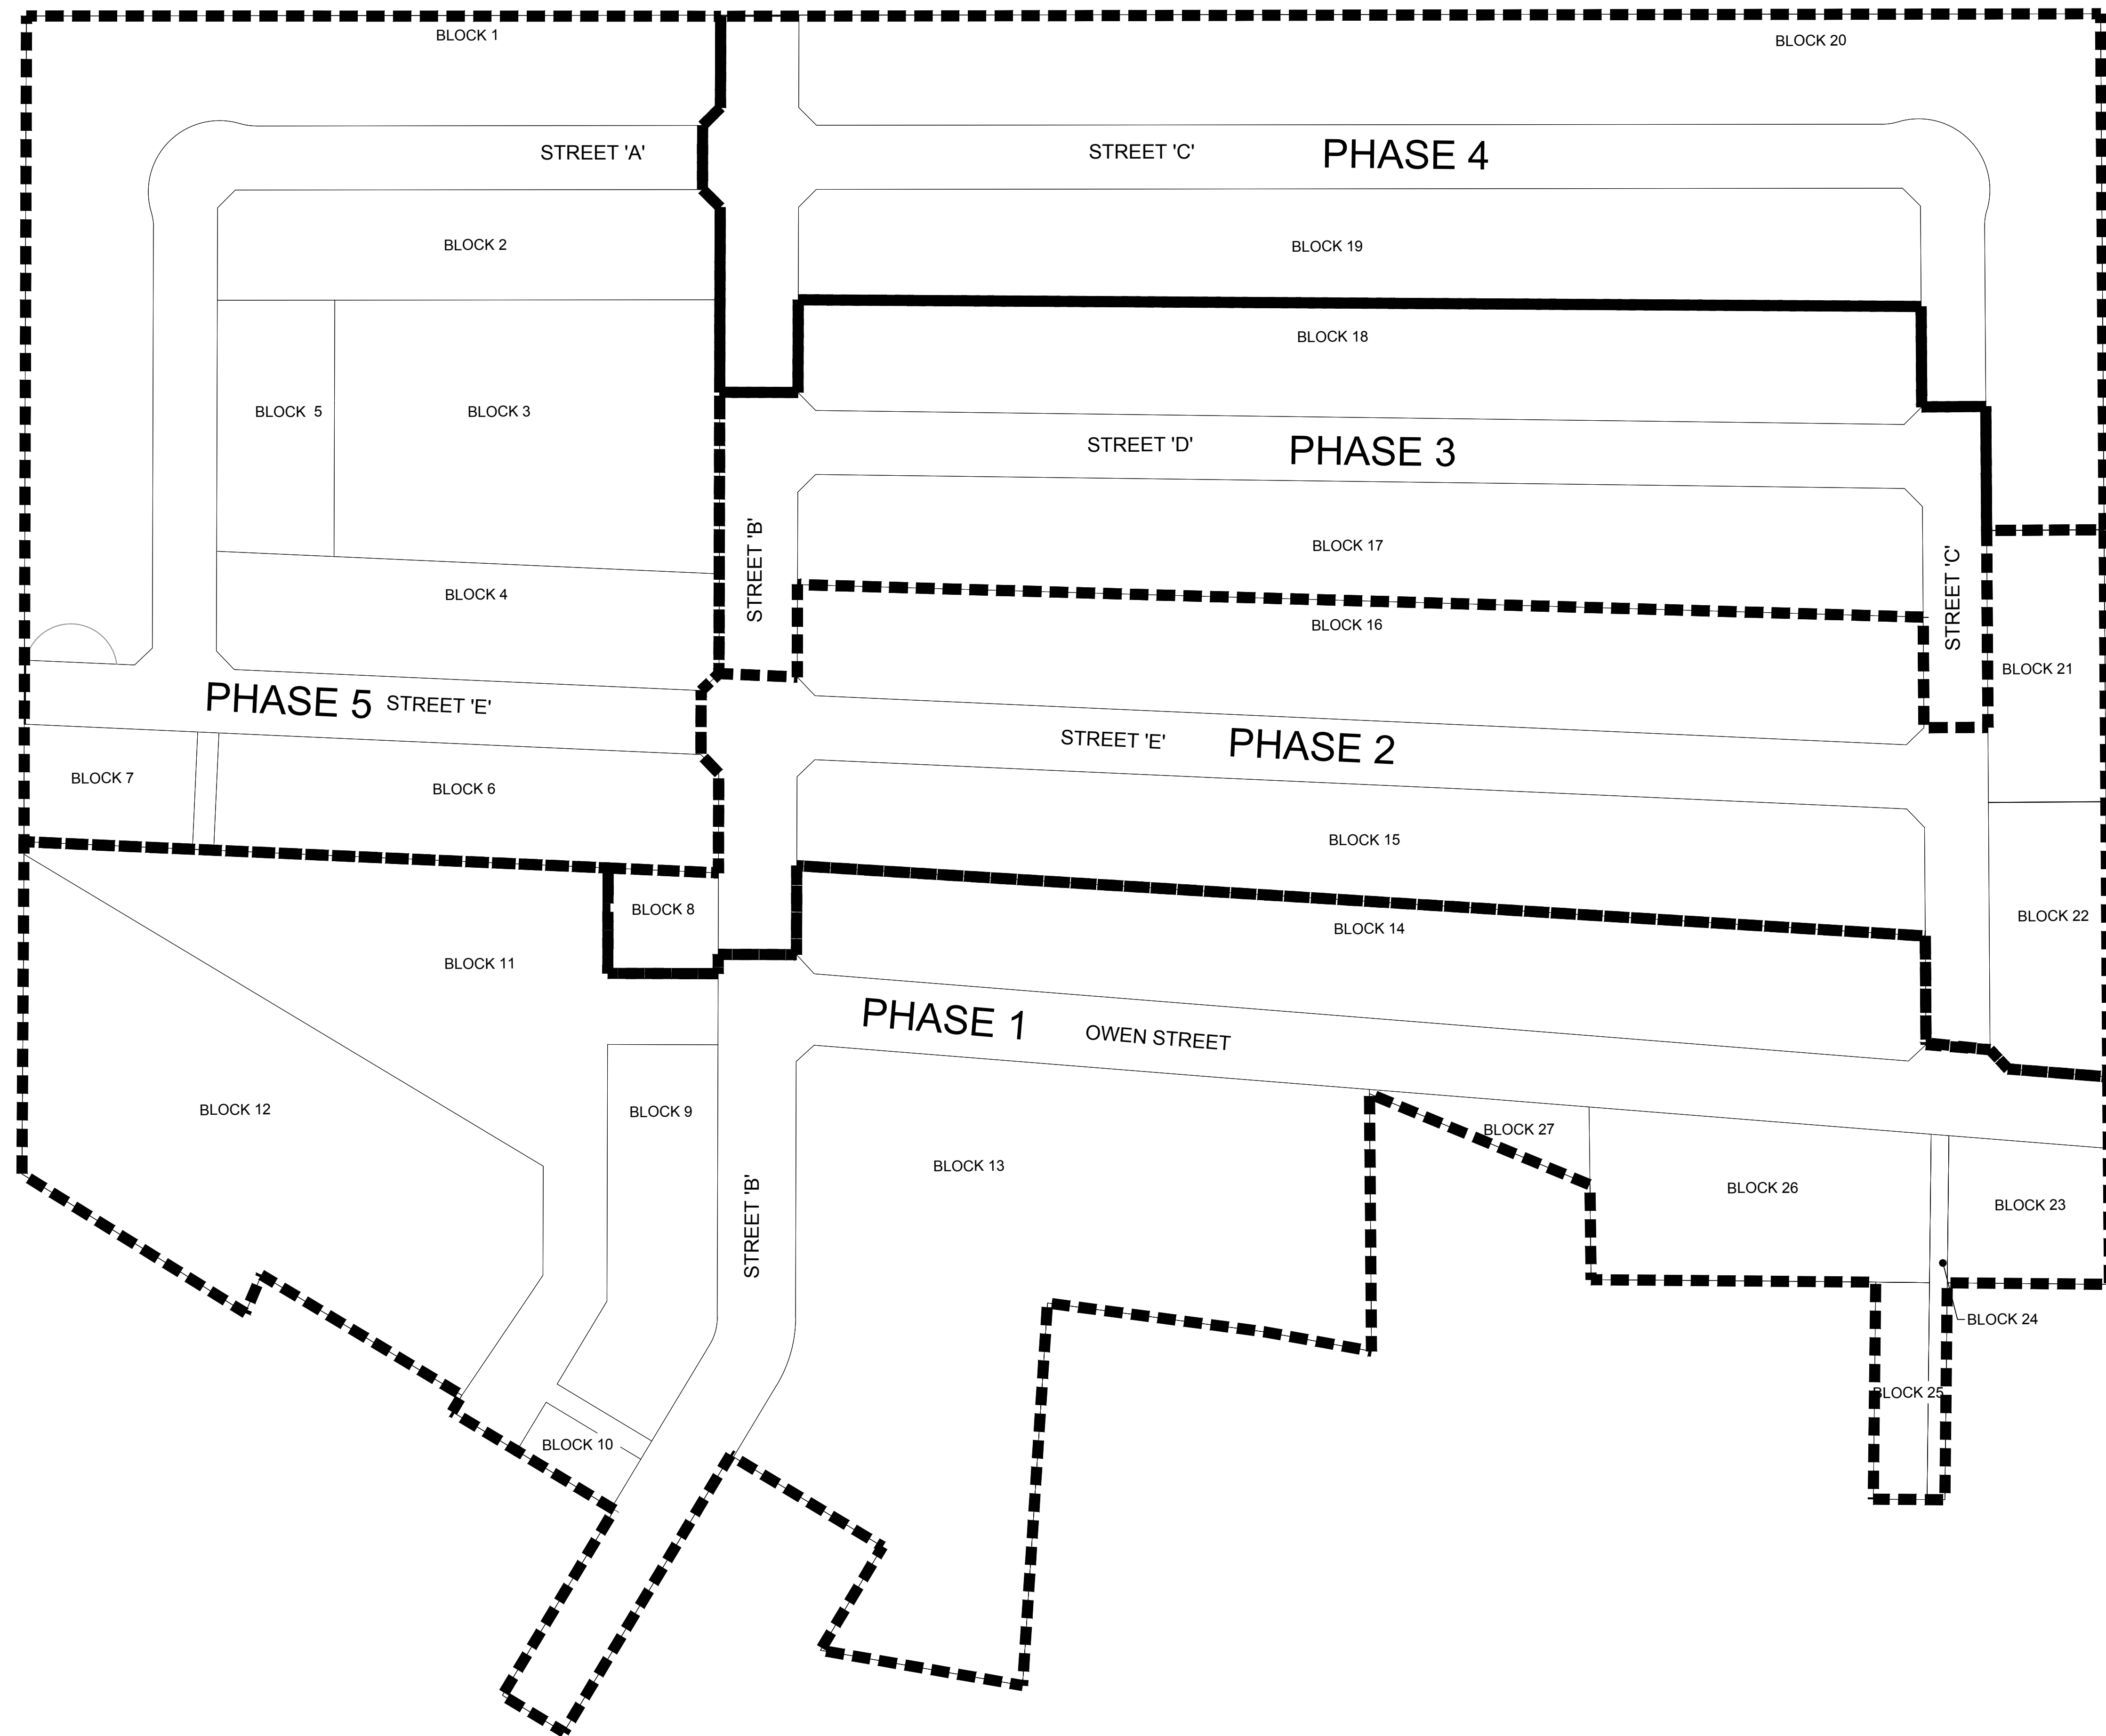 BLOCK 1
BLOCK 20
STREET 'A'
STREET 'C'
PHASE 4
BLOCK 2
BLOCK 19
BLOCK 18
BLOCK 5
BLOCK 3
STREET 'D'
PHASE 3
STREET 'B'
BLOCK 17
STREET 'C'
BLOCK 4
BLOCK 16
BLOCK 21
PHASE 5
STREET 'E'
STREET 'E'
PHASE 2
BLOCK 7
BLOCK 6
BLOCK 15
BLOCK 8
BLOCK 14
BLOCK 22
BLOCK 11
PHASE 1
OWEN STREET
BLOCK 12
BLOCK 9
BLOCK 27
BLOCK 13
BLOCK 26
BLOCK 23
STREET 'B'
BLOCK 24
BLOCK 25
BLOCK 10